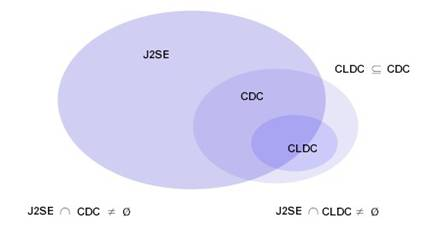 J2SE
CLDC ⊆ CDC
CDC
CLDC
J2SE ∩ CDC ≠ Ø
J2SE ∩ CLDC ≠ Ø